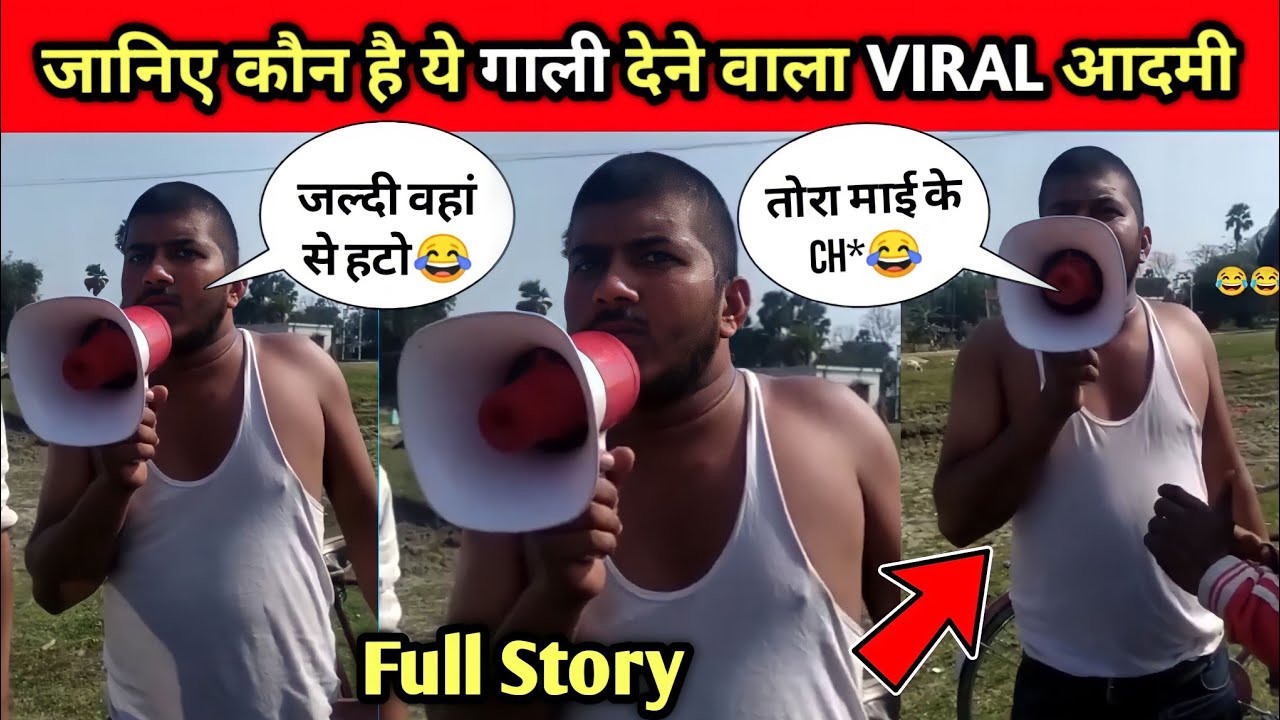 जानिए कौन है ये गाली देने वाला VIRAL आदमी
जल्दी वहां
से हटो😂
तोरा माई के
CH*😂
😂😂
Full Story